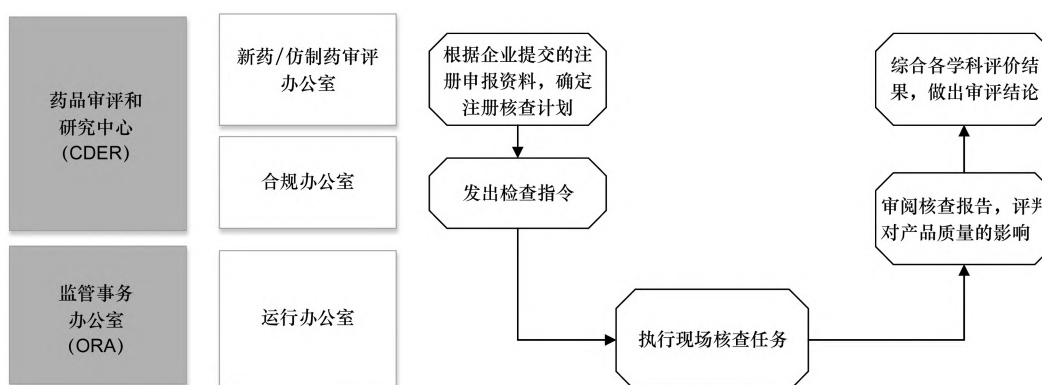 药品审评和
研究中心
(CDER)
新药/仿制药审评
办公室
合规办公室
监管事务
办公室
(ORA)
运行办公室
根据企业提交的注
册申报资料，确定
注册核查计划
发出检查指令
执行现场核查任务
审阅核查报告，评判
对产品质量的影响
综合各学科评价结
果，做出审评结论